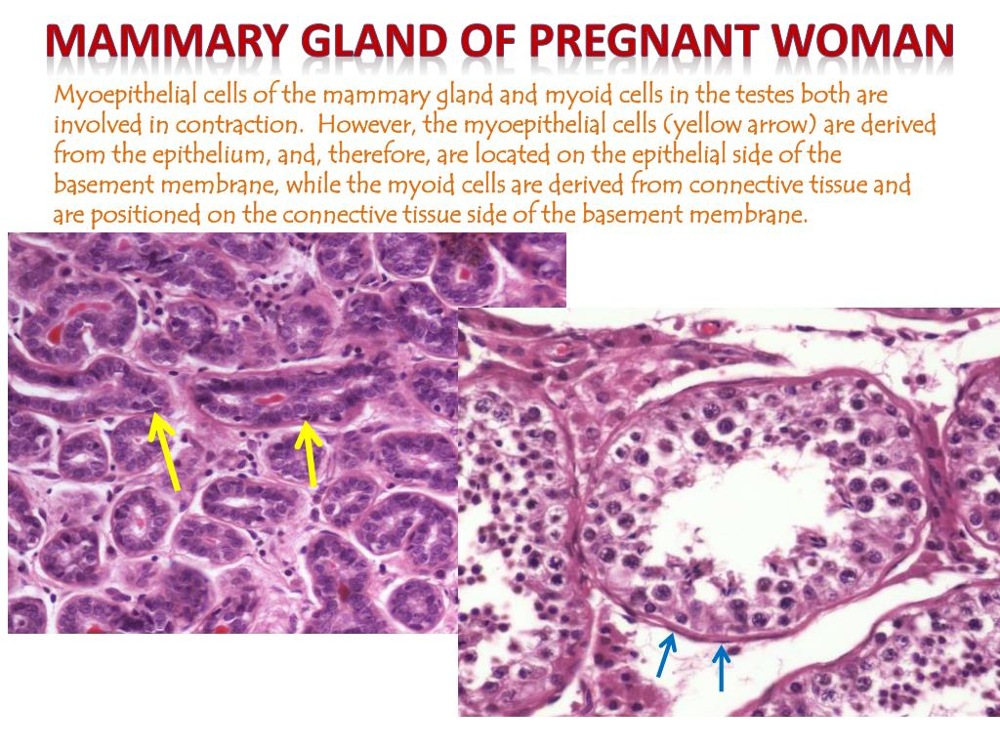 MAMMARY GLAND OF PREGNANT WOMAN
Myoepithelial cells of the mammary gland and myoid cells in the testes both are
involved in contraction.  However, the myoepithelial cells (yellow arrow) are derived
from the epithelium, and, therefore, are located on the epithelial side of the
basement membrane, while the myoid cells are derived from connective tissue and
are positioned on the connective tissue side of the basement membrane.